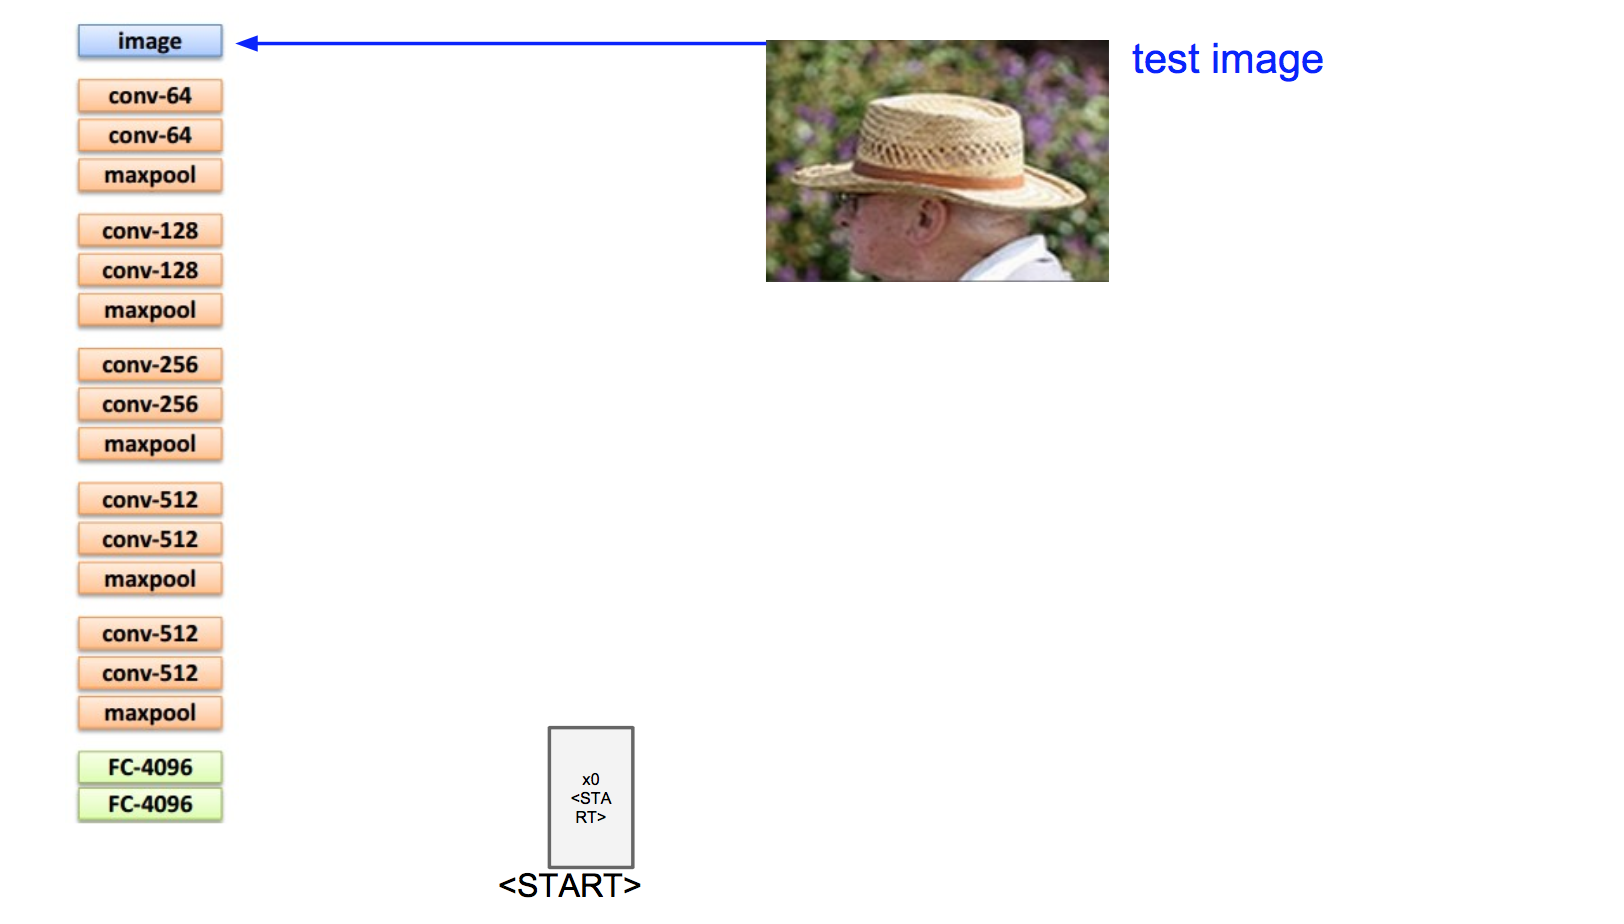 image
conv-64
conv-64
maxpool
conv-128
conv-128
maxpool
conv-256
conv-256
maxpool
conv-512
conv-512
maxpool
conv-512
conv-512
maxpool
FC-4096
FC-4096
test image
x0
<STA
RT>
<START>